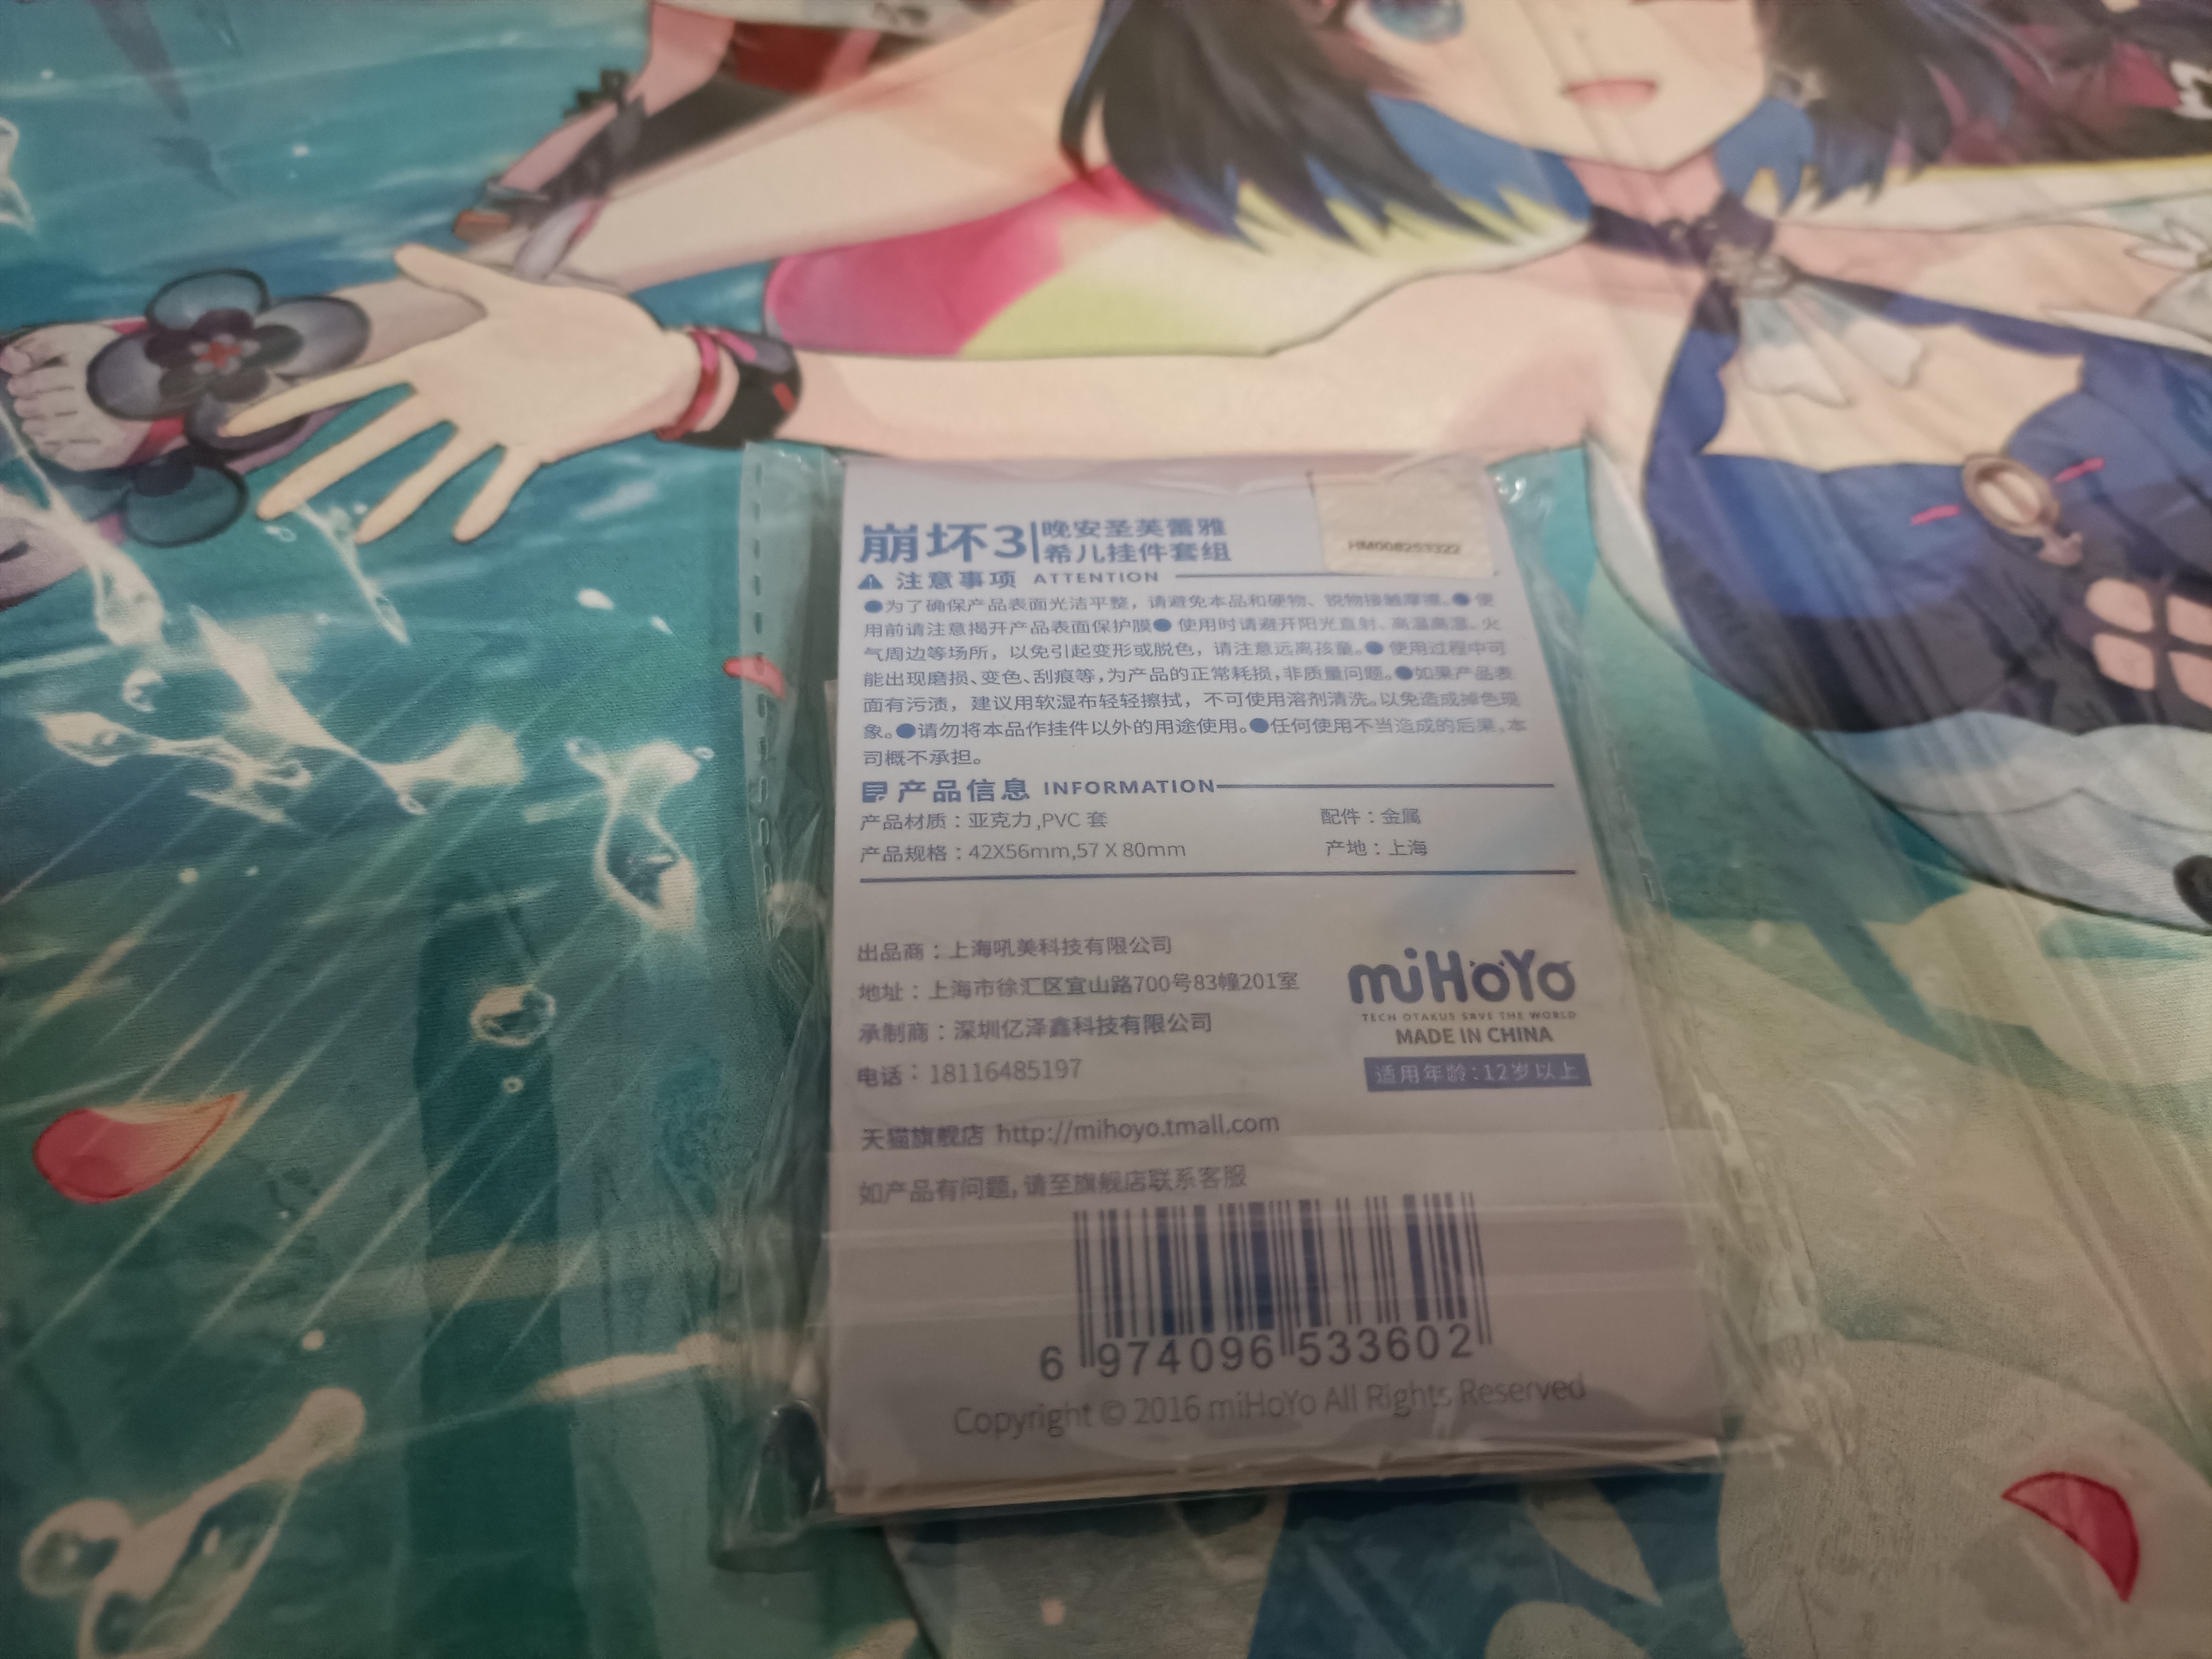 崩坏3 晚安圣芙蕾雅
希儿挂件套组
HM008253322
注意事项 ATTENTION
●为了确保产品表面光洁平整，请避免本品和硬物、锐物接触摩擦。●使
用前请注意揭开产品表面保护膜●使用时请避开阳光直射、高温高湿。火
气周边等场所，以免引起变形或脱色，请注意远离孩童。●使用过程中可
能出现磨损、变色、刮痕等,为产品的正常耗损,非质量问题。●如果产品表
面有污渍，建议用软湿布轻轻擦拭，不可使用溶剂清洗。以免造成掉色现
象。●请勿将本品作挂件以外的用途使用。●任何使用不当造成的后果,本
司概不承担。
产品信息 INFORMATION
产品材质：亚克力,PVC 套 配件：金属
产品规格：42X56mm,57 X 80mm 产地：上海
出品商：上海吼美科技有限公司
地址：上海市徐汇区宜山路700号83幢201室
承制商：深圳亿泽鑫科技有限公司
电话：18116485197
miHoYo
TECH OTAKUS SAVE THE WORLD
MADE IN CHINA
适用年龄:12岁以上
天猫旗舰店 http://mihoyo.tmall.com
如产品有问题,请至旗舰店联系客服
6 974096 533602
Copyright © 2016 miHoYo All Rights Reserved